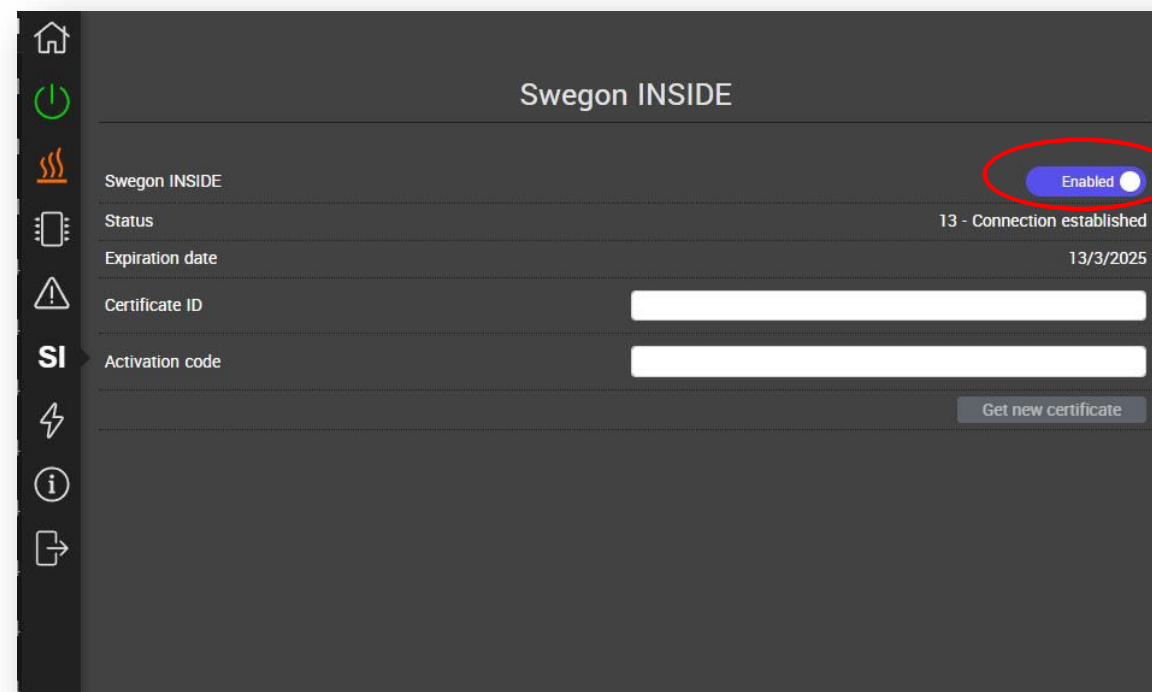 Swegon INSIDE
Swegon INSIDE
Enabled
Status
13 - Connection established
Expiration date
13/3/2025
Certificate ID
SI
Activation code
Get new certificate